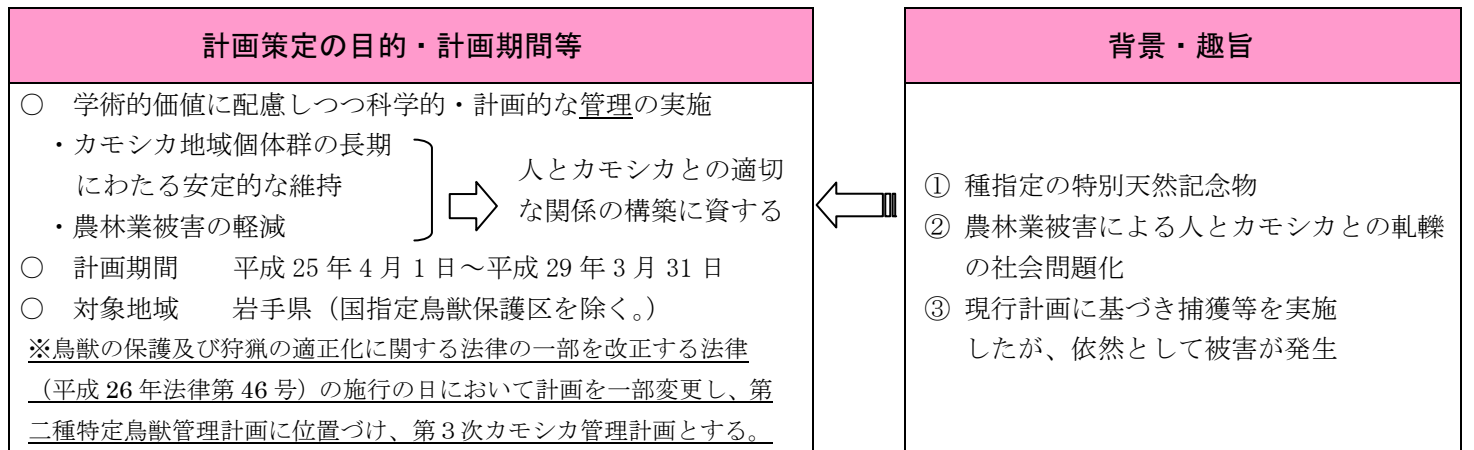 計画策定の目的・計画期間等
○ 学術的価値に配慮しつつ科学的・計画的な管理の実施
・カモシカ地域個体群の長期
にわたる安定的な維持
・農林業被害の軽減
人とカモシカとの適切
な関係の構築に資する
○ 計画期間 平成 25 年 4 月 1 日～平成 29 年 3 月 31 日
○ 対象地域 岩手県（国指定鳥獣保護区を除く。）
※鳥獣の保護及び狩猟の適正化に関する法律の一部を改正する法律
（平成 26 年法律第 46 号）の施行の日において計画を一部変更し、第
二種特定鳥獣管理計画に位置づけ、第３次カモシカ管理計画とする。
背景・趣旨
① 種指定の特別天然記念物
② 農林業被害による人とカモシカとの軋轢
の社会問題化
③ 現行計画に基づき捕獲等を実施
したが、依然として被害が発生